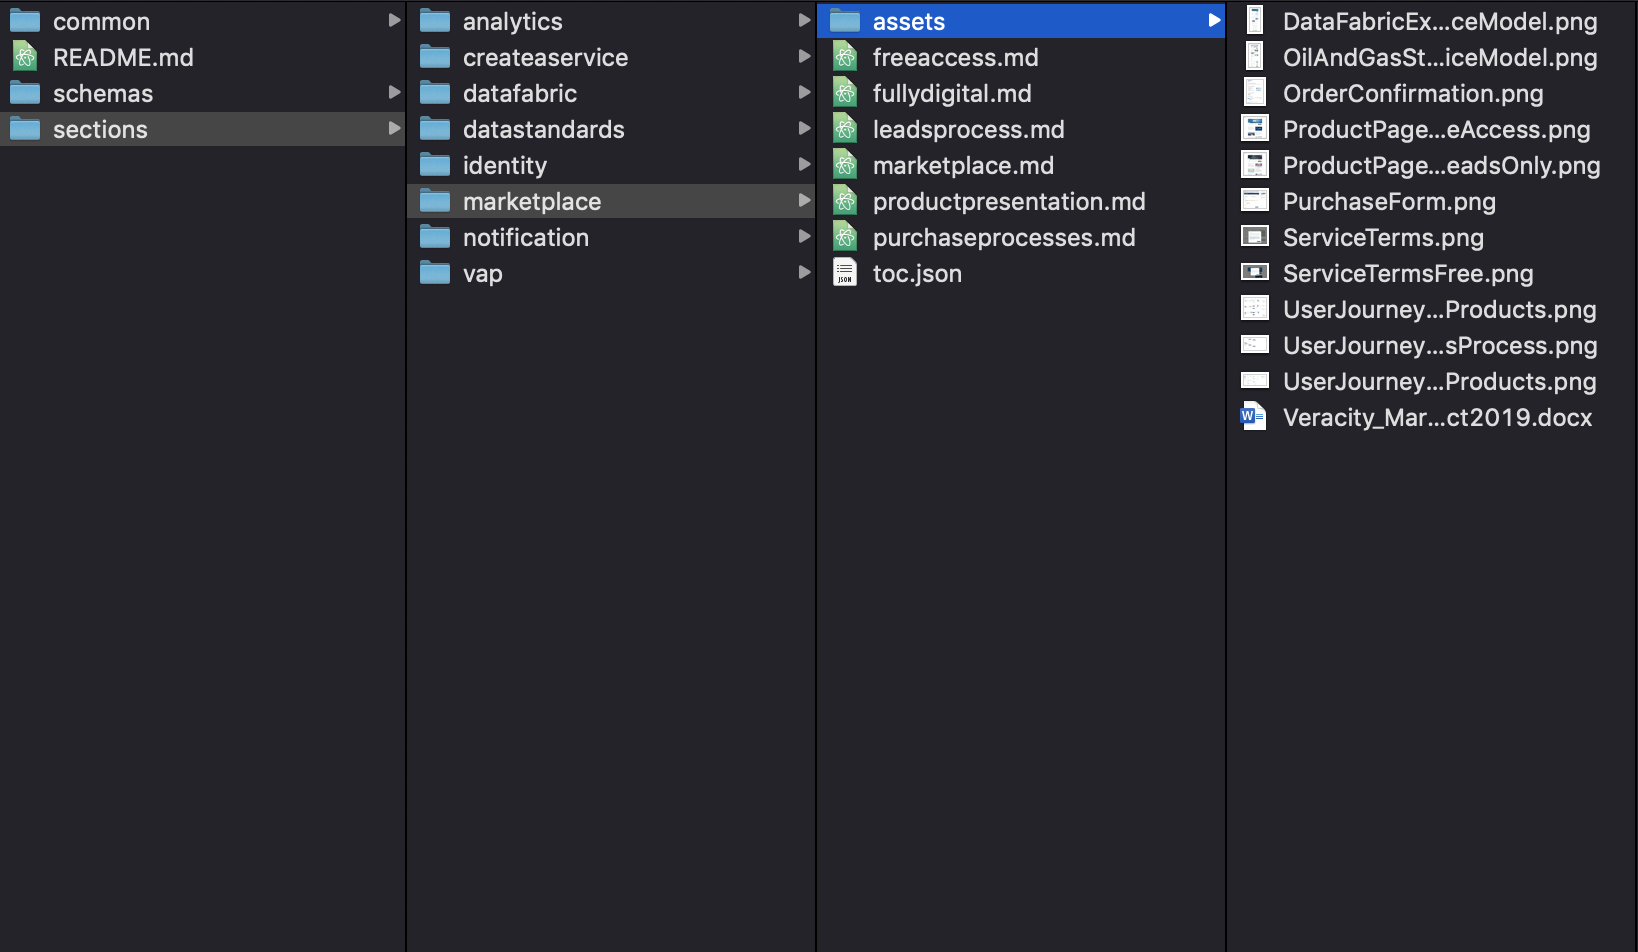 common
README.md
schemas
sections
analytics
createaservice
datafabric
datastandards
identity
marketplace
notification
vap
assets
freeaccess.md
fullydigital.md
leadsprocess.md
marketplace.md
productpresentation.md
purchaseprocesses.md
JSON
toc.json
DataFabricEx...ceModel.png
OilAndGasSt...iceModel.png
OrderConfirmation.png
ProductPage...eAccess.png
ProductPage...eadsOnly.png
PurchaseForm.png
ServiceTerms.png
ServiceTermsFree.png
UserJourney...Products.png
UserJourney...sProcess.png
UserJourney...Products.png
W
Veracity_Mar...ct2019.docx